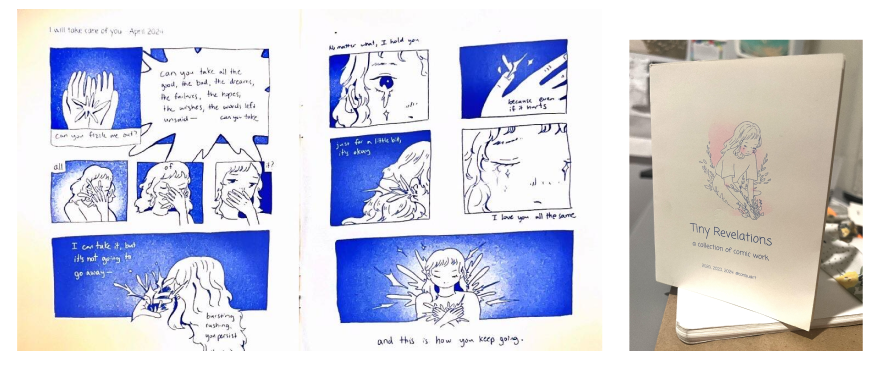 I will take care of you - April 2024
can you take all the
good, the bad, the dreams,
the failures, the hopes,
the wishes, the words left
unsaid— can you take
Can you fissle me out?
all
of
it?
I can take it, but
it's not going to
go away—
bursting
rushing,
you persist
No matter what, I hold you
because even
if it hurts
just for a little bit,
it's okay
I love you all the same
and this is how you keep going.
Tiny Revelations
a collection of comic work